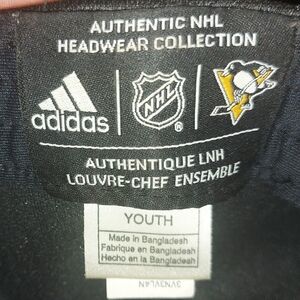 AUTHENTIC NHL
HEADWEAR COLLECTION
adidas
NHL
AUTHENTIQUE LNH
LOUVRE-CHEF ENSEMBLE
YOUTH
Made in Bangladesh
Fabrique en Bangladesh
Hecho en la Bangladesh